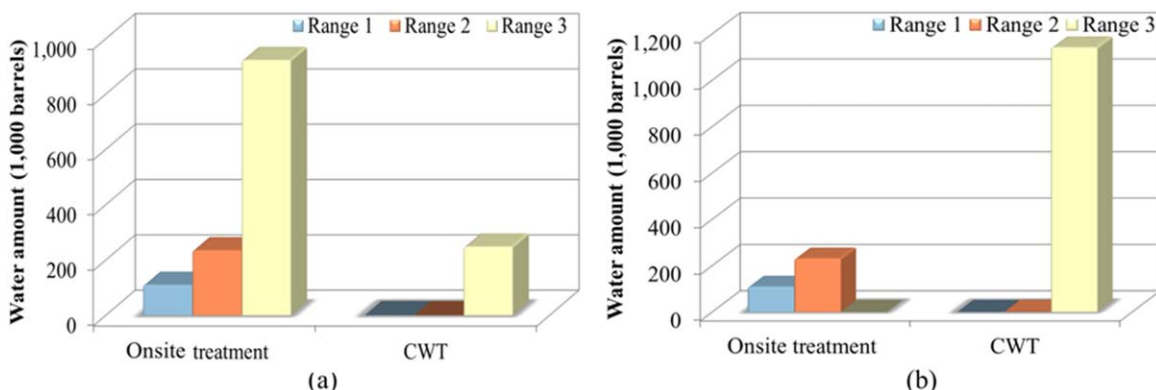 Range 1 Range 2 Range 3
Water amount (1,000 barrels)
1,000
800
600
400
200
0
Onsite treatment CWT
(a)
Range 1 Range 2 Range 3
Water amount (1,000 barrels)
1,200
1,000
800
600
400
200
0
Onsite treatment CWT
(b)